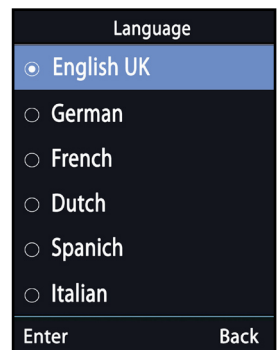 Language
English UK
German
French
Dutch
Spanich
Italian
Enter Back